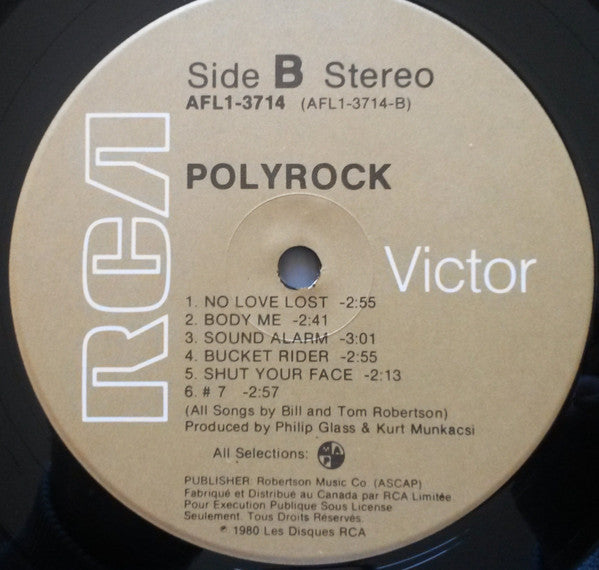 Side B Stereo
AFL1-3714 (AFL1-3714-B)
POLYROCK
RCA
Victor
1. NO LOVE LOST -2:55
2. BODY ME -2:41
3. SOUND ALARM -3:01
4. BUCKET RIDER -2:55
5. SHUT YOUR FACE -2:13
6. # 7 -2:57
(All Songs by Bill and Tom Robertson)
Produced by Philip Glass & Kurt Munkacsi
All Selections:
PUBLISHER: Robertson Music Co. (ASCAP)
Fabriqué et Distribué au Canada par RCA Limitée
Pour Execution Publique Sous License
Seulement. Tous Droits Réservés.
℗ 1980 Les Disques RCA